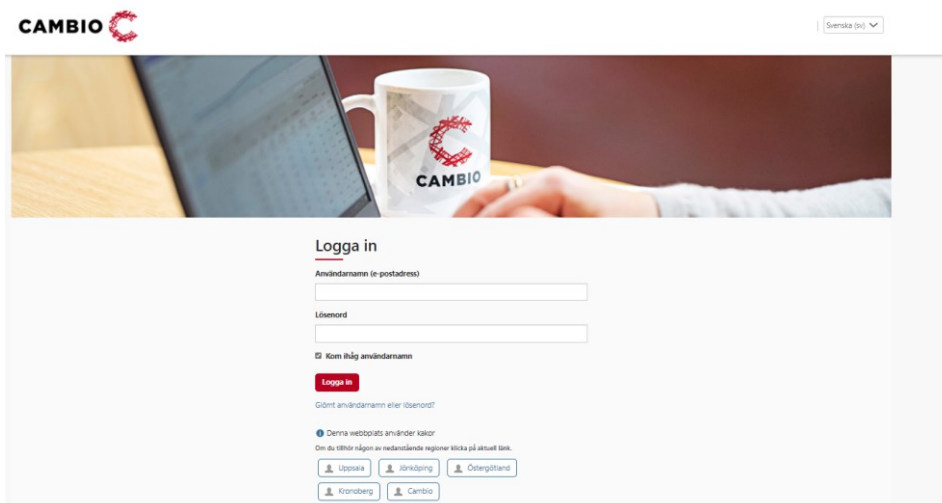 CAMBIO
Svenska (sv)
CAMBIO
Logga in
Användarnamn (e-postadress)
Lösenord
Kom ihåg användarnamn
Logga in
Glömt användarnamn eller lösenord?
Denna webbplats använder kakor
Om du tillhör någon av nedanstående regioner klicka på aktuell länk.
Uppsala Jönköping Östergötland
Kronoberg Cambio